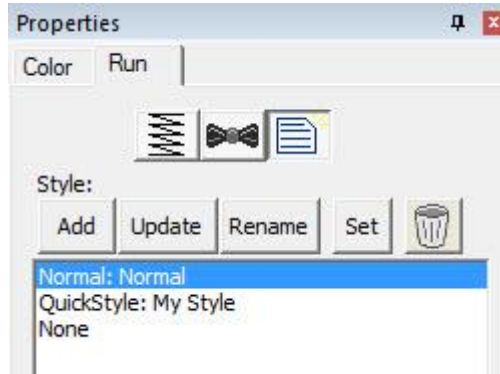 Properties
Color Run
Style:
Add Update Rename Set
Normal: Normal
QuickStyle: My Style
None